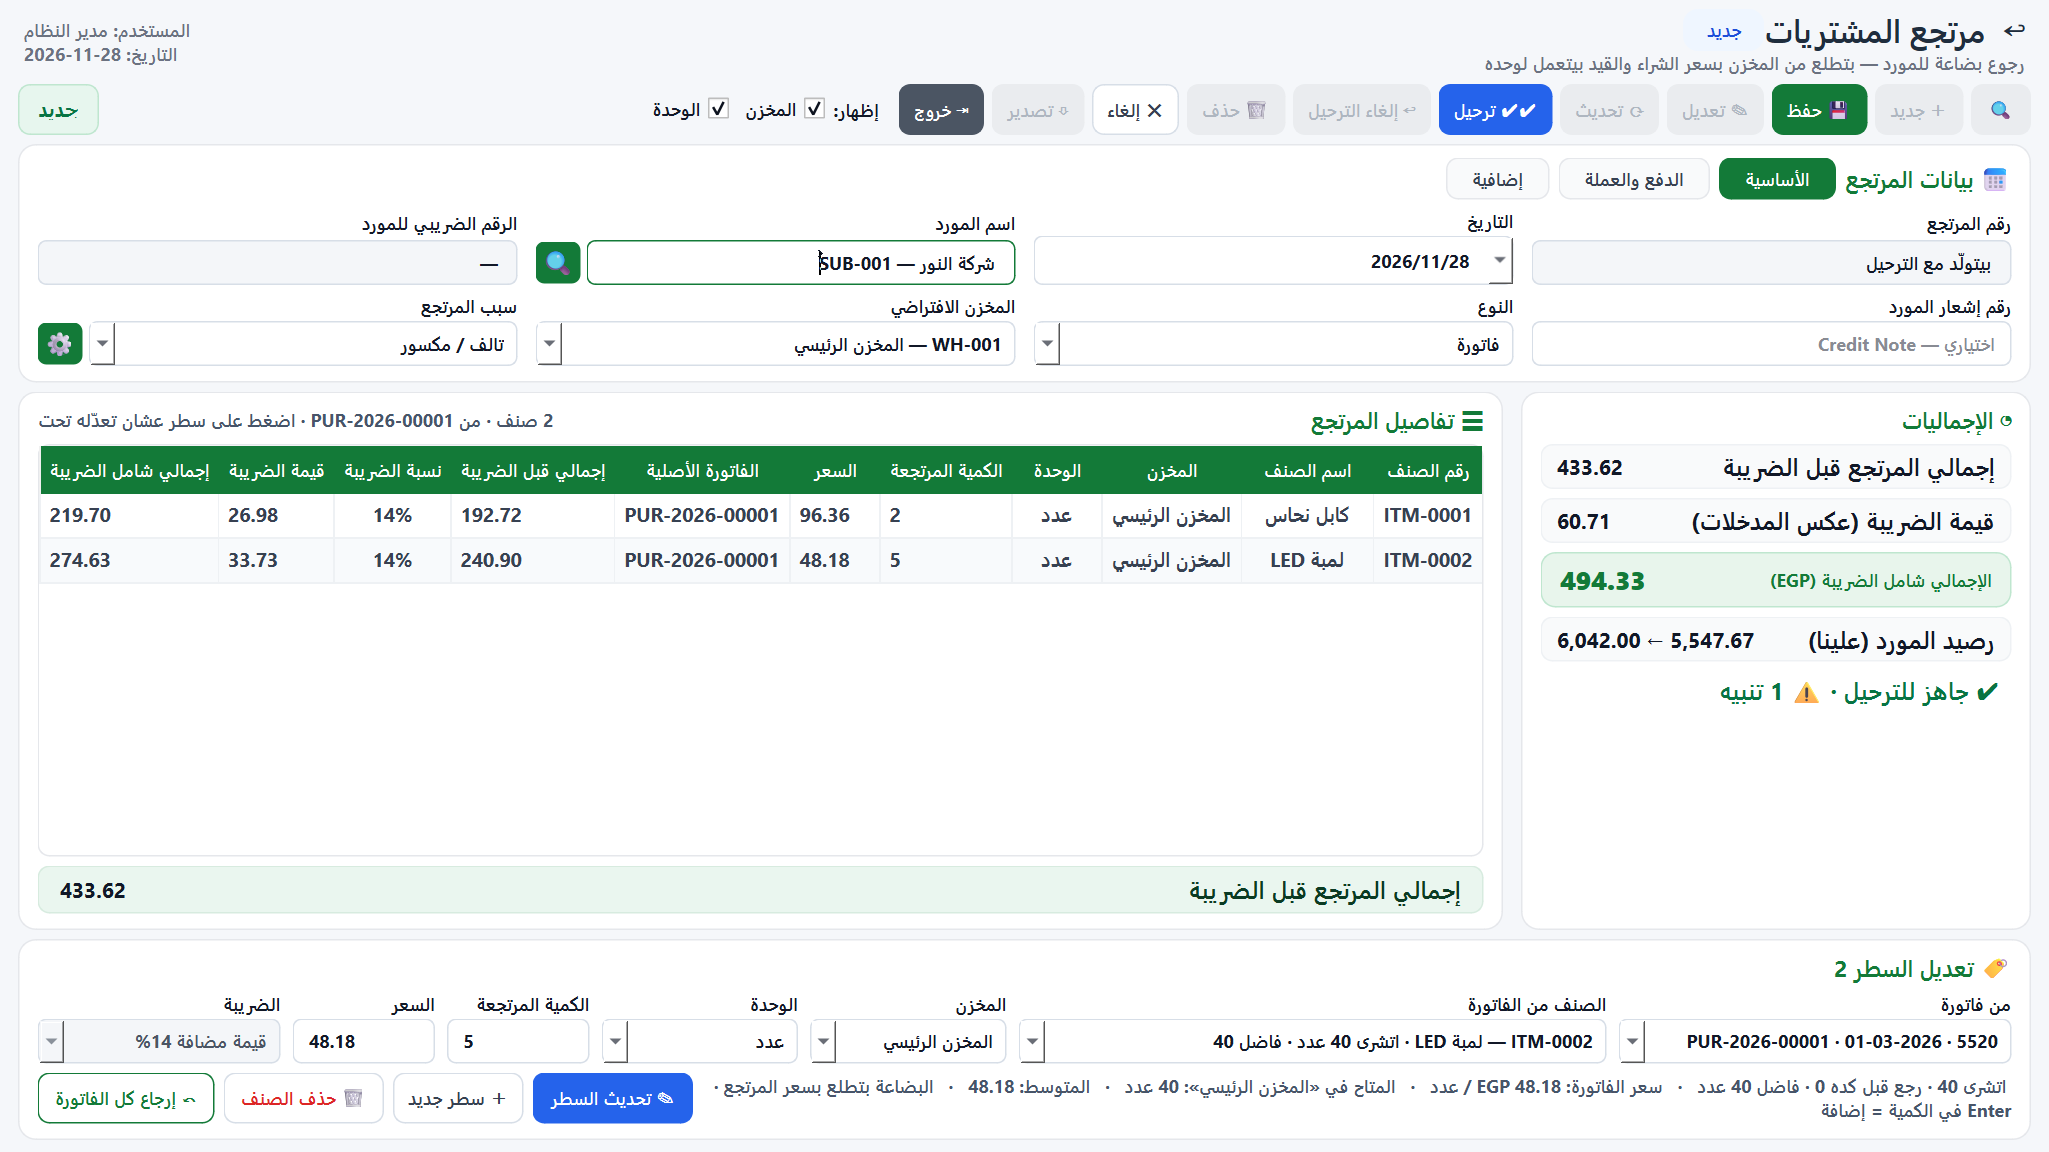 مرتجع المشتريات جديد
رجوع بضاعة للمورد — بتطلع من المخزن بسعر الشراء والقيد بيتعمل لوحده
المستخدم: مدير النظام
التاريخ: 28-11-2026
جديد حفظ تعديل تحديث ترحيل إلغاء الترحيل حذف إلغاء تصدير خروج إظهار: المخزن الوحدة جديد
بيانات المرتجع الأساسية الدفع والعملة إضافية
رقم المرتجع التاريخ اسم المورد الرقم الضريبي للمورد
بيتولّد مع الترحيل 2026/11/28 شركة النور — SUB-001 —
رقم إشعار المورد النوع المخزن الافتراضي سبب المرتجع
اختياري — Credit Note فاتورة WH-001 — المخزن الرئيسي تالف / مكسور
الإجماليات
إجمالي المرتجع قبل الضريبة 433.62
قيمة الضريبة (عكس المدخلات) 60.71
الإجمالي شامل الضريبة (EGP) 494.33
رصيد المورد (علينا) 5,547.67 ← 6,042.00
✔ جاهز للترحيل · ⚠ 1 تنبيه
تفاصيل المرتجع 2 صنف · من PUR-2026-00001 · اضغط على سطر عشان تعدّله تحت
رقم الصنف اسم الصنف المخزن الوحدة الكمية المرتجعة السعر الفاتورة الأصلية إجمالي قبل الضريبة نسبة الضريبة قيمة الضريبة إجمالي شامل الضريبة
ITM-0001 كابل نحاس المخزن الرئيسي عدد 2 96.36 PUR-2026-00001 192.72 14% 26.98 219.70
ITM-0002 لمبة LED المخزن الرئيسي عدد 5 48.18 PUR-2026-00001 240.90 14% 33.73 274.63
إجمالي المرتجع قبل الضريبة 433.62
تعديل السطر 2
من فاتورة الصنف من الفاتورة المخزن الوحدة الكمية المرتجعة السعر الضريبة
PUR-2026-00001 · 01-03-2026 · 5520 ITM-0002 — لمبة LED · اتشرى 40 عدد · فاضل 40 المخزن الرئيسي عدد 5 48.18 قيمة مضافة 14%
اتشرى 40 · رجع قبل كده 0 · فاضل 40 عدد · سعر الفاتورة: 48.18 EGP / عدد · المتاح في «المخزن الرئيسي»: 40 عدد · المتوسط: 48.18 · البضاعة بتطلع بسعر المرتجع ·
Enter في الكمية = إضافة
تحديث السطر سطر جديد حذف الصنف إرجاع كل الفاتورة